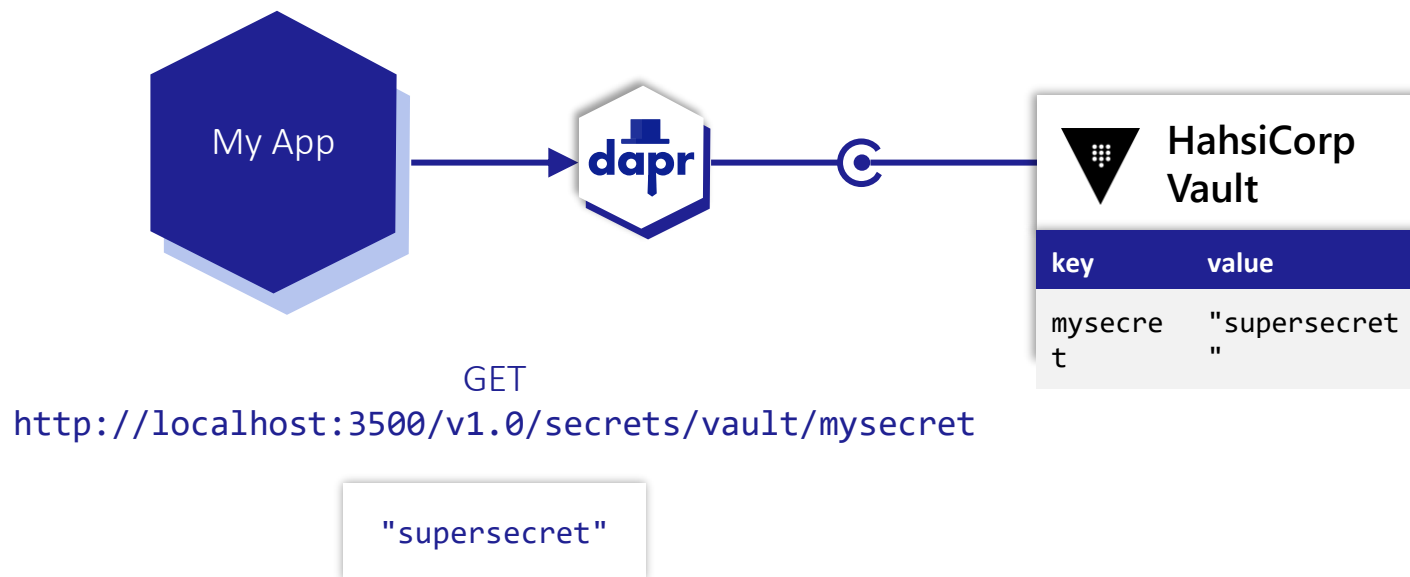 My App
dapr
HahsiCorp
Vault
key value
mysecre "supersecret
t "
GET
http://localhost:3500/v1.0/secrets/vault/mysecret
"supersecret"